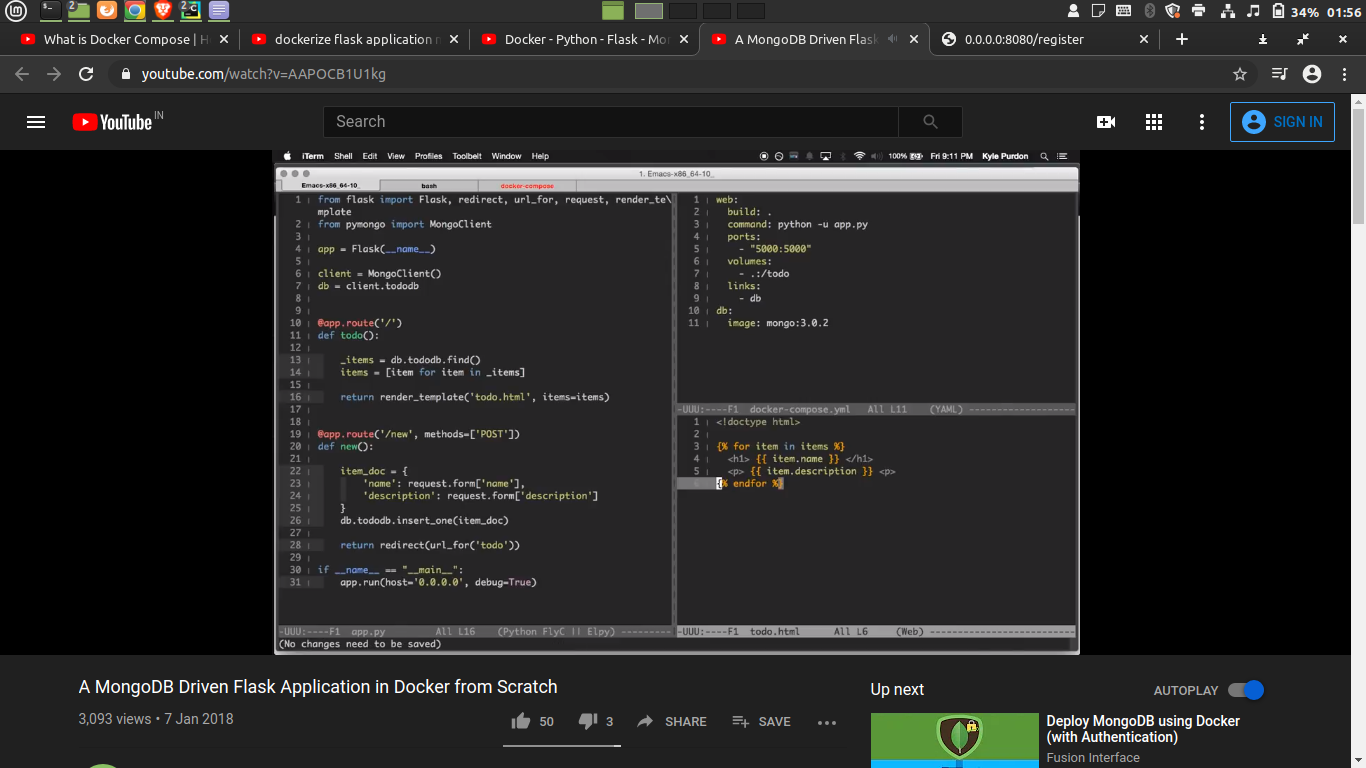 34% 01:56
What is Docker Compose | H
dockerize flask application n
Docker - Python - Flask - Mon
A MongoDB Driven Flask
0.0.0.0:8080/register
youtube.com/watch?v=AAPOCB1U1kg
YouTube IN
Search
SIGN IN
iTerm Shell Edit View Profiles Toolbelt Window Help 100% Fri 9:11 PM Kyle Purdon
1. Emacs-x86_64-10_
Emacs-x86_64-10_ bash docker-compose
1 from flask import Flask, redirect, url_for, request, render_te\
mplate
2 from pymongo import MongoClient
3
4 app = Flask(__name__)
5
6 client = MongoClient()
7 db = client.tododb
8
9
10 @app.route('/')
11 def todo():
12
13 _items = db.tododb.find()
14 items = [item for item in _items]
15
16 return render_template('todo.html', items=items)
17
18
19 @app.route('/new', methods=['POST'])
20 def new():
21
22 item_doc = {
23 'name': request.form['name'],
24 'description': request.form['description']
25 }
26 db.tododb.insert_one(item_doc)
27
28 return redirect(url_for('todo'))
29
30 if __name__ == "__main__":
31 app.run(host='0.0.0.0', debug=True)
-UUU:----F1 app.py All L16 (Python FlyC || Elpy) ---------
(No changes need to be saved)
1 web:
2 build: .
3 command: python -u app.py
4 ports:
5 - "5000:5000"
6 volumes:
7 - .:/todo
8 links:
9 - db
10 db:
11 image: mongo:3.0.2
-UUU:----F1 docker-compose.yml All L11 (YAML) -------------------
1 <!doctype html>
2
3 {% for item in items %}
4 <h1> {{ item.name }} </h1>
5 <p> {{ item.description }} <p>
6 {% endfor %}
-UUU:----F1 todo.html All L6 (Web) --------------------------
A MongoDB Driven Flask Application in Docker from Scratch
3,093 views • 7 Jan 2018
50
3
SHARE
SAVE
Up next
AUTOPLAY
Deploy MongoDB using Docker
(with Authentication)
Fusion Interface